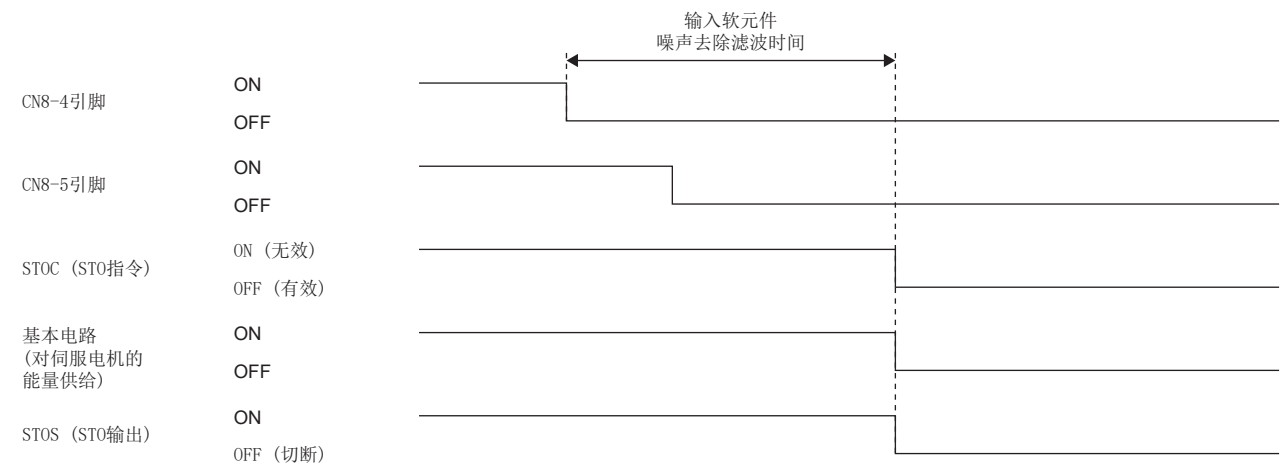 输入软元件
噪声去除滤波时间
CN8-4引脚
ON
OFF
CN8-5引脚
ON
OFF
STOC (STO指令)
ON (无效)
OFF (有效)
基本电路
(对伺服电机的
能量供给)
ON
OFF
STOS (STO输出)
ON
OFF (切断)